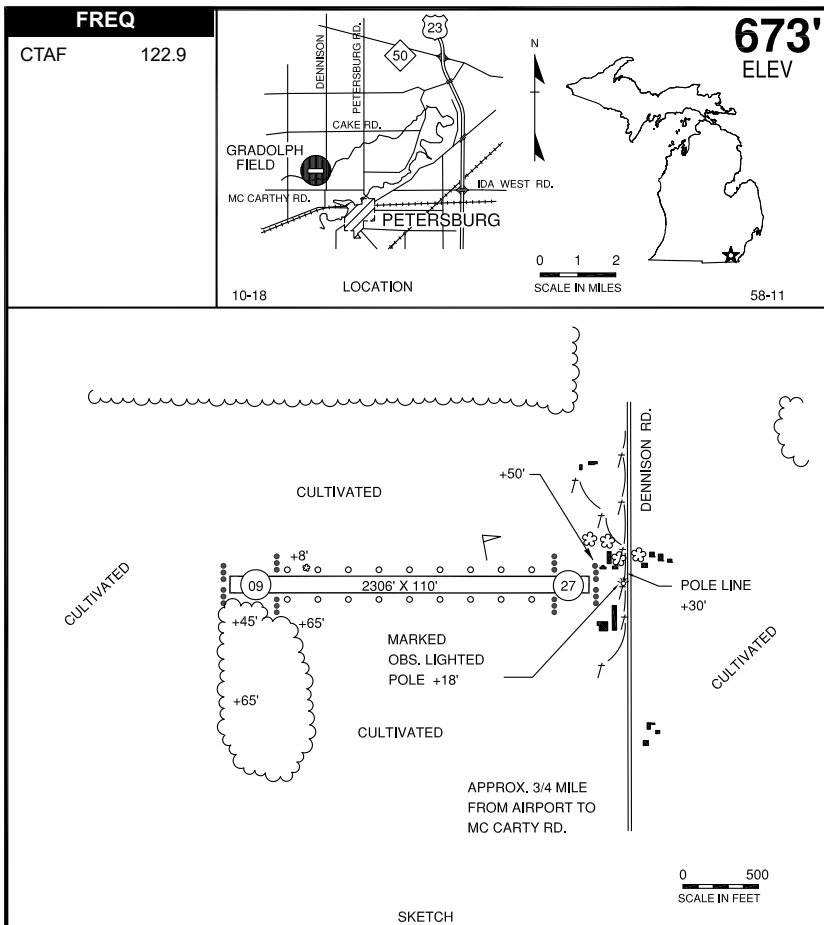 FREQ
CTAF 122.9
673'
ELEV
23
50
DENNISON
PETERSBURG RD.
CAKE RD.
GRADOLPH
FIELD
MC CARTHY RD.
IDA WEST RD.
PETERSBURG
N
0 1 2
SCALE IN MILES
10-18
LOCATION
58-11
DENNISON RD.
+50'
CULTIVATED
CULTIVATED
+8'
09
2306' X 110'
27
POLE LINE
+30'
+45'
+65'
MARKED
OBS. LIGHTED
POLE +18'
CULTIVATED
+65'
CULTIVATED
APPROX. 3/4 MILE
FROM AIRPORT TO
MC CARTY RD.
0 500
SCALE IN FEET
SKETCH